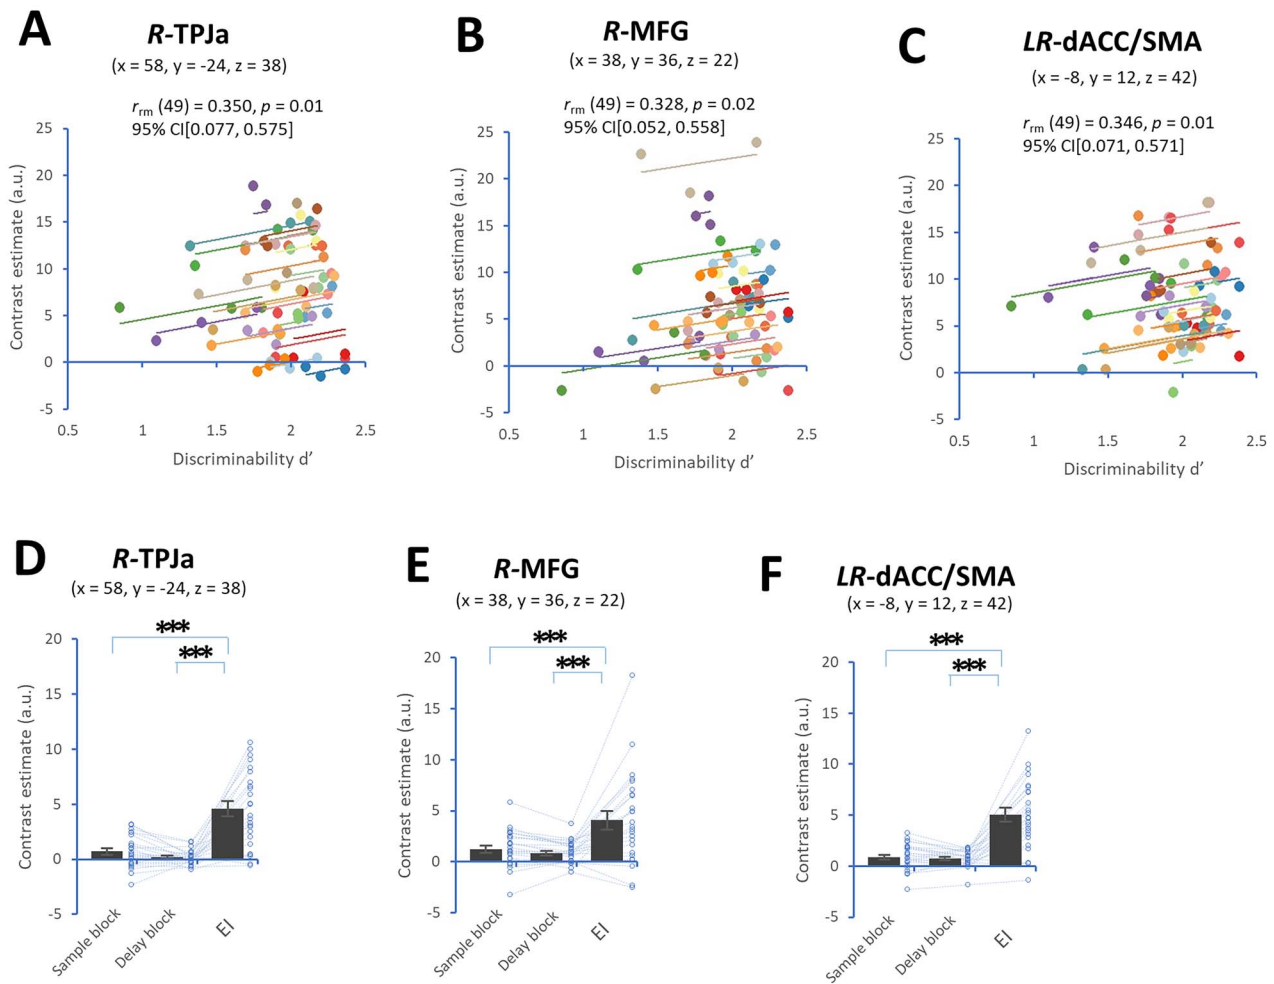 A
R-TPJa
(x = 58, y = -24, z = 38)
rrm (49) = 0.350, p = 0.01
95% CI[0.077, 0.575]
Contrast estimate (a.u.)
25
20
15
10
5
0
-5
0.5 1 1.5 2 2.5
Discriminability d’
B
R-MFG
(x = 38, y = 36, z = 22)
rrm (49) = 0.328, p = 0.02
95% CI[0.052, 0.558]
Contrast estimate (a.u.)
25
20
15
10
5
0
-5
0.5 1 1.5 2 2.5
Discriminability d’
C
LR-dACC/SMA
(x = -8, y = 12, z = 42)
rrm (49) = 0.346, p = 0.01
95% CI[0.071, 0.571]
Contrast estimate (a.u.)
25
20
15
10
5
0
-5
0.5 1 1.5 2 2.5
Discriminability d’
D
R-TPJa
(x = 58, y = -24, z = 38)
***
***
Contrast estimate (a.u.)
20
15
10
5
0
-5
Sample block
Delay block
EI
E
R-MFG
(x = 38, y = 36, z = 22)
***
***
Contrast estimate (a.u.)
20
15
10
5
0
-5
Sample block
Delay block
EI
F
LR-dACC/SMA
(x = -8, y = 12, z = 42)
***
***
Contrast estimate (a.u.)
20
15
10
5
0
-5
Sample block
Delay block
EI